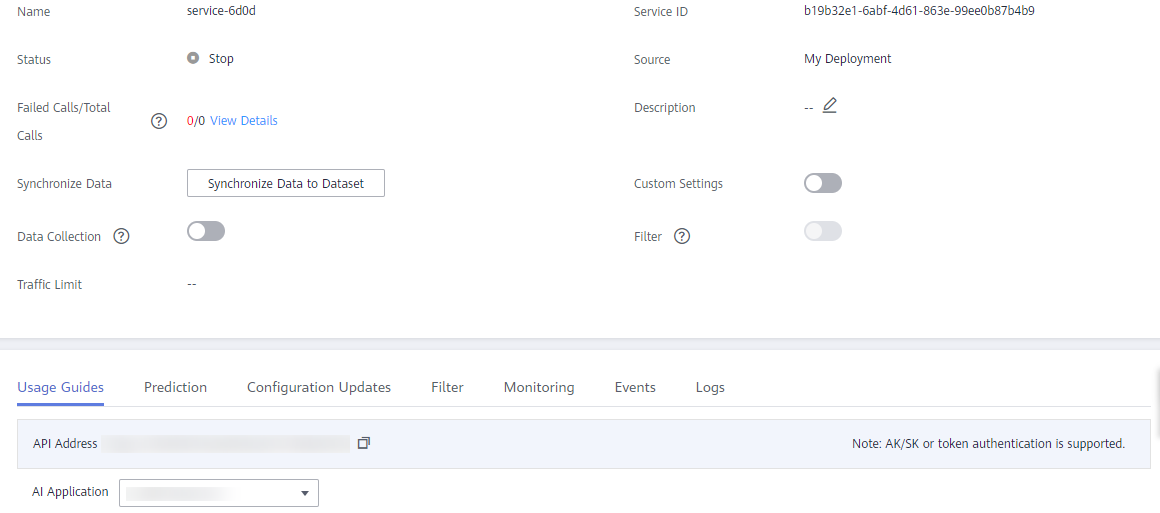 Name service-6d0d Service ID b19b32e1-6abf-4d61-863e-99ee0b87b4b9
Status Stop Source My Deployment
Failed Calls/Total Calls ? 0/0 View Details Description --
Synchronize Data Synchronize Data to Dataset Custom Settings
Data Collection ? Filter ?
Traffic Limit --
Usage Guides Prediction Configuration Updates Filter Monitoring Events Logs
API Address Note: AK/SK or token authentication is supported.
AI Application